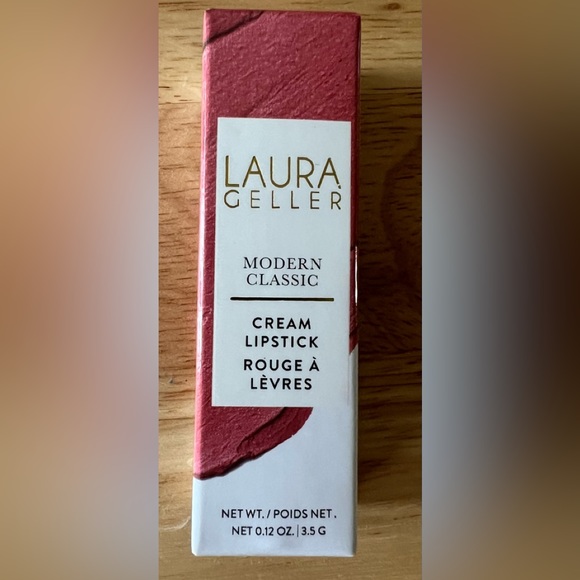 LAURA
GELLER
MODERN
CLASSIC
CREAM
LIPSTICK
ROUGE À
LÈVRES
NET WT. / POIDS NET.
NET 0.12 OZ. | 3.5 G